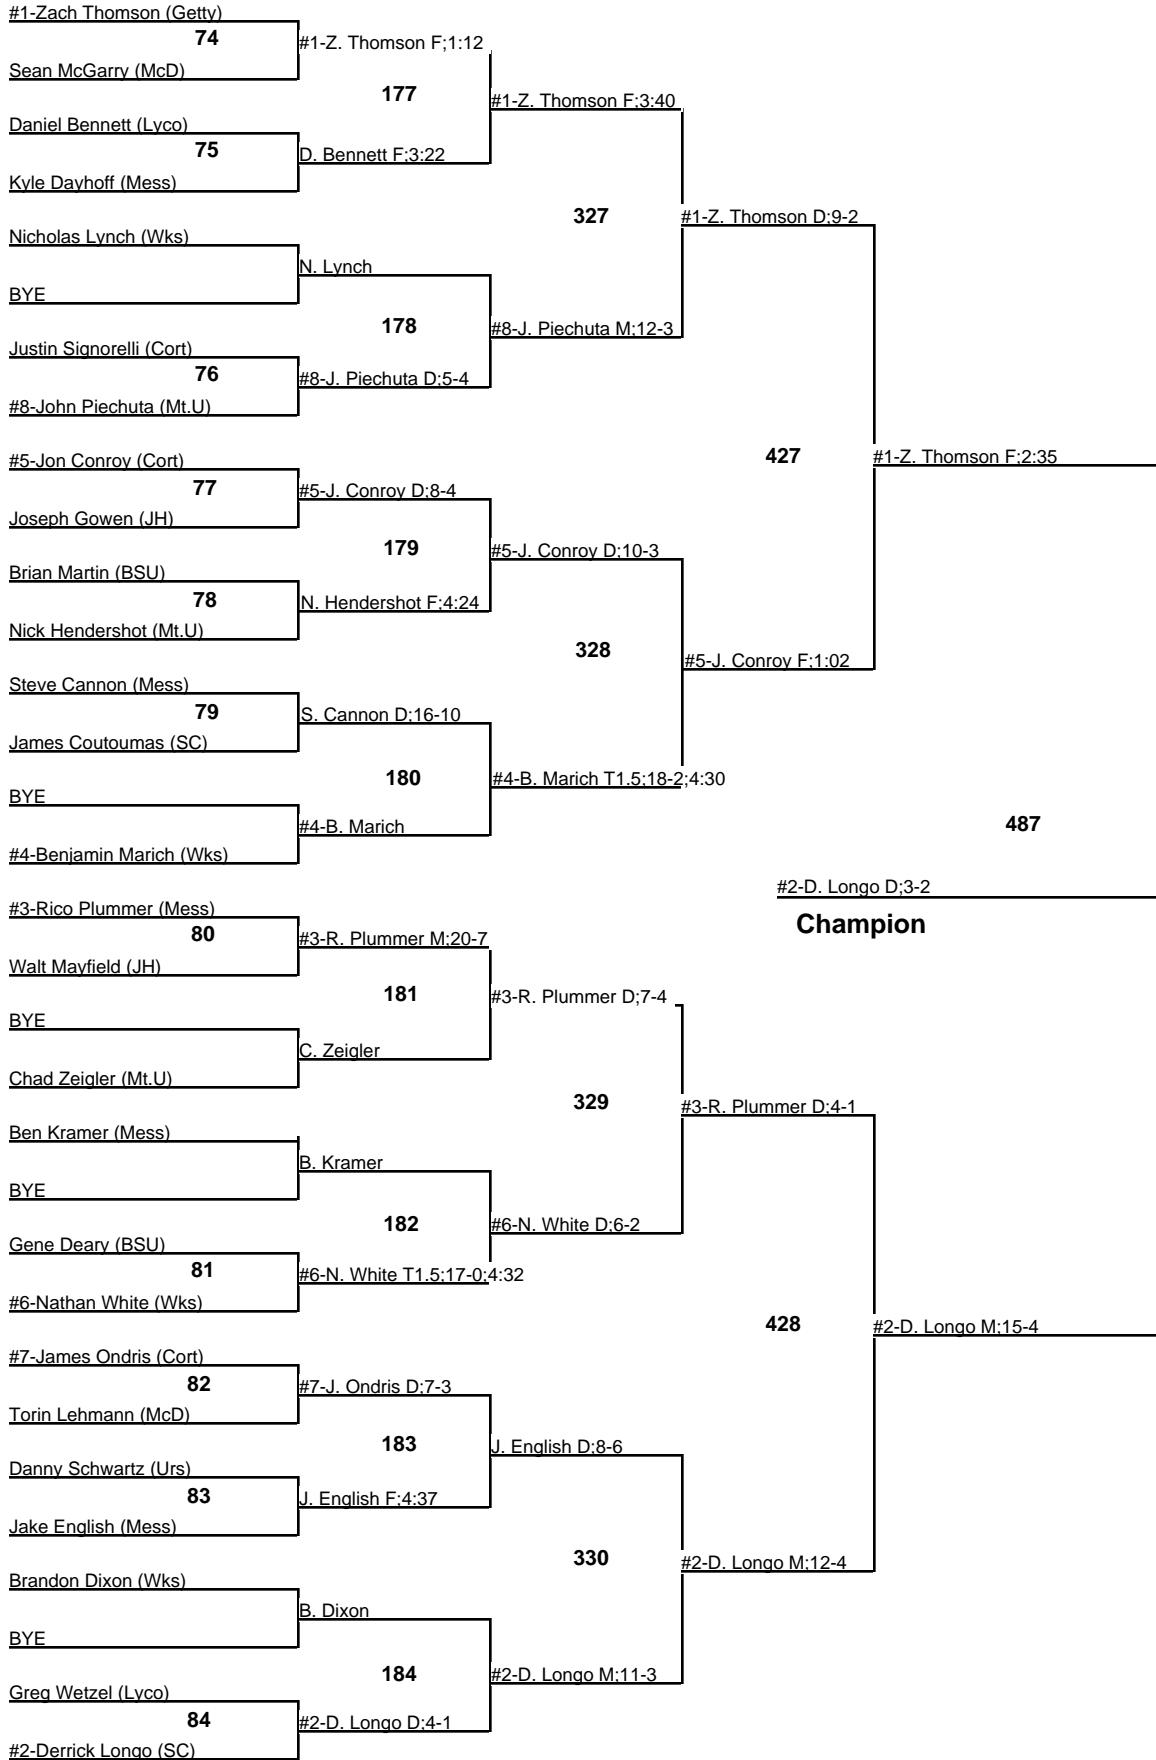 #1-Zach Thomson (Getty)
74
#1-Z. Thomson F;1:12
Sean McGarry (McD)
177
#1-Z. Thomson F;3:40
Daniel Bennett (Lyco)
75
D. Bennett F;3:22
Kyle Dayhoff (Mess)
327
#1-Z. Thomson D;9-2
Nicholas Lynch (Wks)
N. Lynch
BYE
178
#8-J. Piechuta M;12-3
Justin Signorelli (Cort)
76
#8-J. Piechuta D;5-4
#8-John Piechuta (Mt.U)
427
#1-Z. Thomson F;2:35
#5-Jon Conroy (Cort)
77
#5-J. Conroy D;8-4
Joseph Gowen (JH)
179
#5-J. Conroy D;10-3
Brian Martin (BSU)
78
N. Hendershot F;4:24
Nick Hendershot (Mt.U)
328
#5-J. Conroy F;1:02
Steve Cannon (Mess)
79
S. Cannon D;16-10
James Coutoumas (SC)
180
#4-B. Marich T1.5;18-2;4:30
BYE
#4-B. Marich
#4-Benjamin Marich (Wks)
487
#2-D. Longo D;3-2
Champion
#3-Rico Plummer (Mess)
80
#3-R. Plummer M;20-7
Walt Mayfield (JH)
181
#3-R. Plummer D;7-4
BYE
C. Zeigler
Chad Zeigler (Mt.U)
329
#3-R. Plummer D;4-1
Ben Kramer (Mess)
B. Kramer
BYE
182
#6-N. White D;6-2
Gene Deary (BSU)
81
#6-N. White T1.5;17-0;4:32
#6-Nathan White (Wks)
428
#2-D. Longo M;15-4
#7-James Ondris (Cort)
82
#7-J. Ondris D;7-3
Torin Lehmann (McD)
183
J. English D;8-6
Danny Schwartz (Urs)
83
J. English F;4:37
Jake English (Mess)
330
#2-D. Longo M;12-4
Brandon Dixon (Wks)
B. Dixon
BYE
184
#2-D. Longo M;11-3
Greg Wetzel (Lyco)
84
#2-D. Longo D;4-1
#2-Derrick Longo (SC)